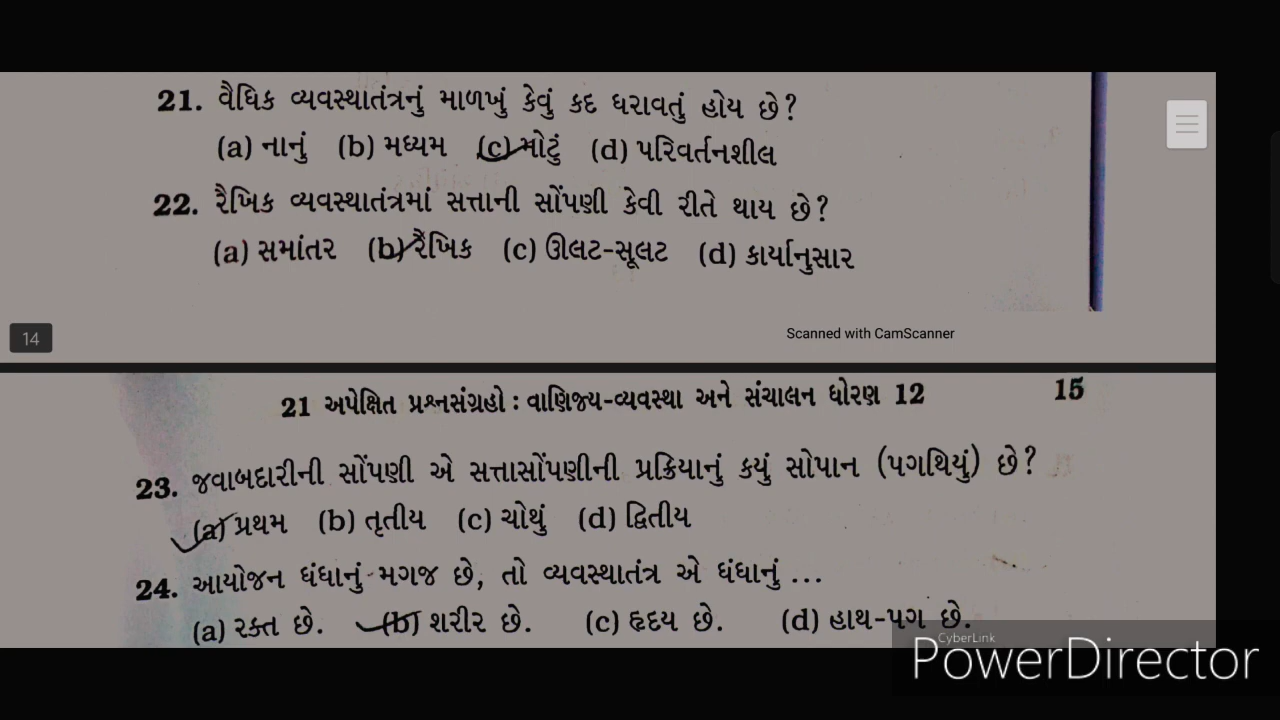 21. વૈધિક વ્યવસ્થાતંત્રનું માળખું કેવું કદ ધરાવતું હોય છે?
(a) નાનું (b) મધ્યમ (c) મોટું (d) પરિવર્તનશીલ
22. રૈખિક વ્યવસ્થાતંત્રમાં સત્તાની સોંપણી કેવી રીતે થાય છે?
(a) સમાંતર (b) રૈખિક (c) ઊલટ-સૂલટ (d) કાર્યાનુસાર
14
Scanned with CamScanner
21 અપેક્ષિત પ્રશ્નસંગ્રહો : વાણિજ્ય-વ્યવસ્થા અને સંચાલન ધોરણ 12 15
23. જવાબદારીની સોંપણી એ સત્તાસોંપણીની પ્રક્રિયાનું કયું સોપાન (પગથિયું) છે?
(a) પ્રથમ (b) તૃતીય (c) ચોથું (d) દ્વિતીય
24. આયોજન ધંધાનું મગજ છે, તો વ્યવસ્થાતંત્ર એ ધંધાનું ...
(a) રક્ત છે. (b) શરીર છે. (c) હૃદય છે. (d) હાથ-પગ છે.
CyberLink
PowerDirector